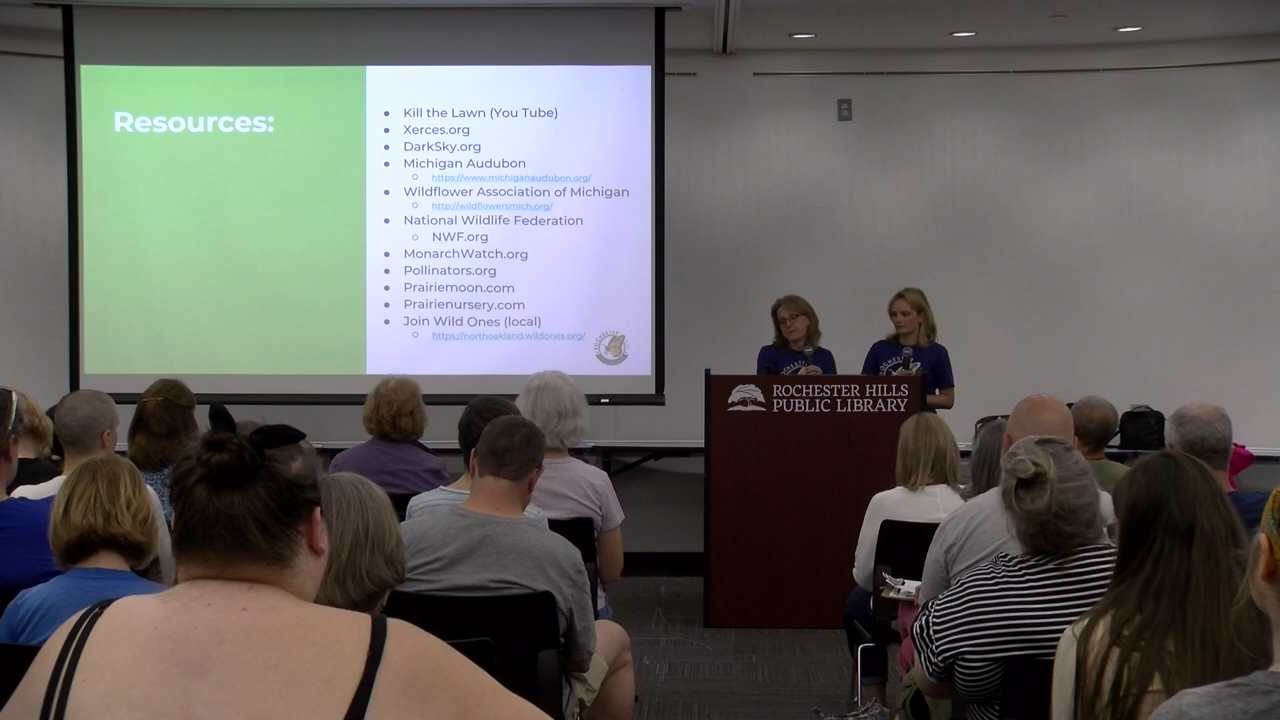 Resources:
Kill the Lawn (You Tube)
Xerces.org
DarkSky.org
Michigan Audubon
https://www.michiganaudubon.org/
Wildflower Association of Michigan
http://wildflowersmich.org/
National Wildlife Federation
NWF.org
MonarchWatch.org
Pollinators.org
Prairiemoon.com
Prairienursery.com
Join Wild Ones (local)
https://northoakland.wildones.org/
ROCHESTER
ROCHESTER
ROCHESTER HILLS
PUBLIC LIBRARY